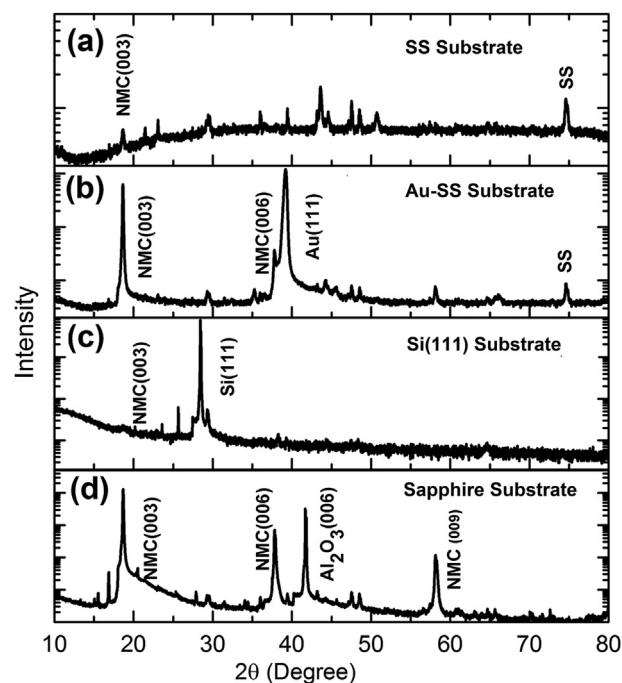 (a)
NMC(003)
SS Substrate
SS
(b)
NMC(003)
NMC(006)
Au(111)
Au-SS Substrate
SS
(c)
NMC(003)
Si(111)
Si(111) Substrate
(d)
NMC(003)
NMC(006)
Al₂O₃(006)
NMC (009)
Sapphire Substrate
Intensity
10 20 30 40 50 60 70 80
2θ (Degree)